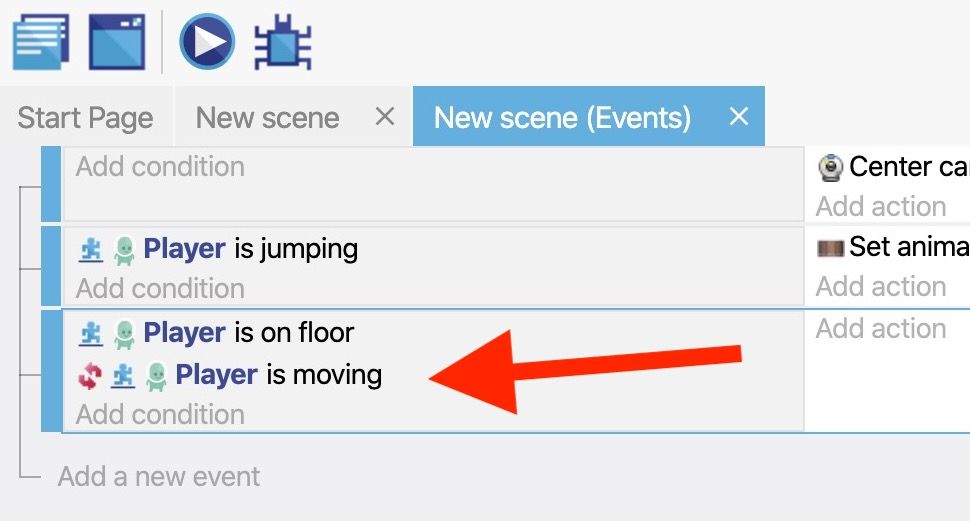 Start Page
New scene
New scene (Events)
Add condition
Center ca
Add action
Player is jumping
Add condition
Set anima
Add action
Player is on floor
Player is moving
Add condition
Add action
Add a new event